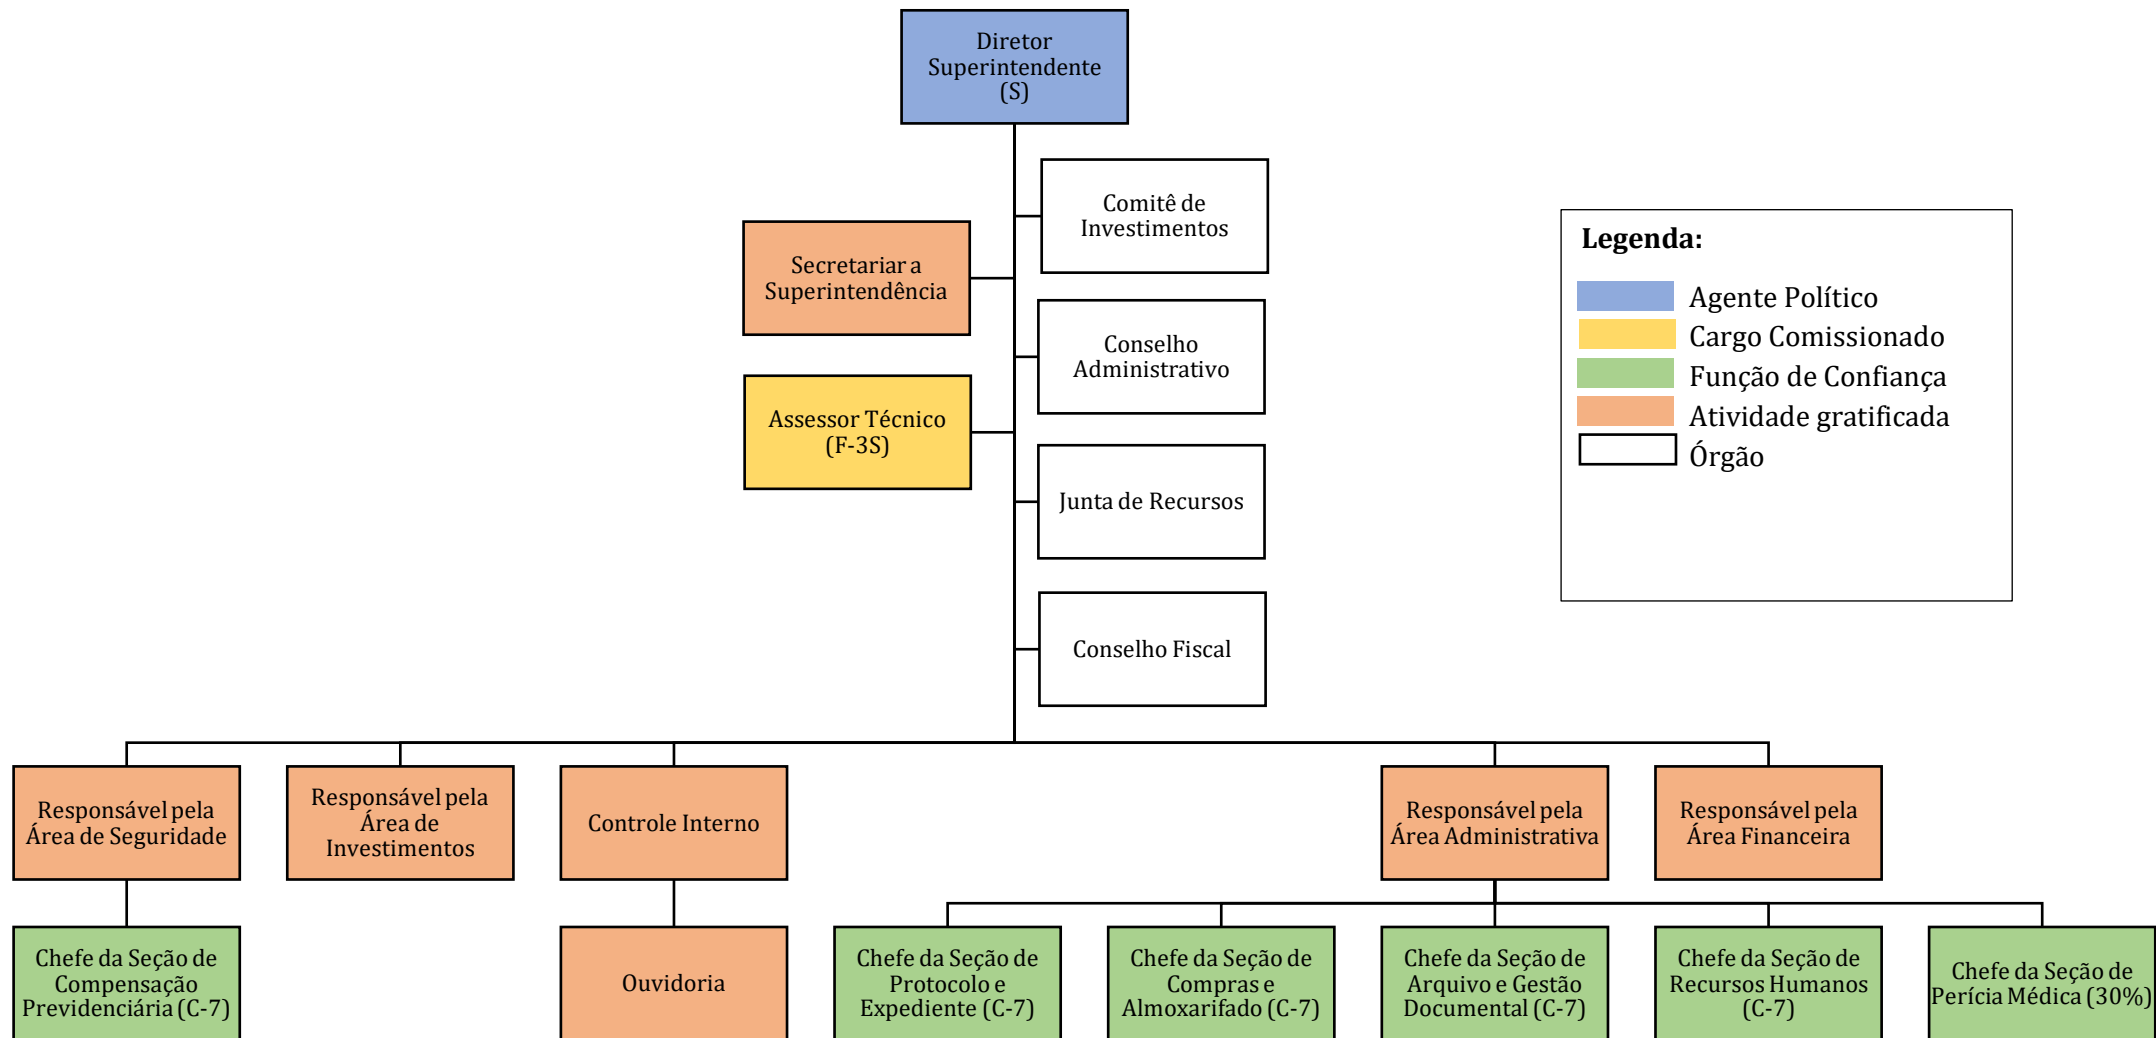 Diretor
Superintendente
(S)
Comitê de
Investimentos
Secretariar a
Superintendência
Conselho
Administrativo
Assessor Técnico
(F-3S)
Junta de Recursos
Conselho Fiscal
Legenda:
Agente Político
Cargo Comissionado
Função de Confiança
Atividade gratificada
Órgão
Responsável pela
Área de Seguridade
Responsável pela
Área de
Investimentos
Controle Interno
Responsável pela
Área Administrativa
Responsável pela
Área Financeira
Chefe da Seção de
Compensação
Previdenciária (C-7)
Ouvidoria
Chefe da Seção de
Protocolo e
Expediente (C-7)
Chefe da Seção de
Compras e
Almoxarifado (C-7)
Chefe da Seção de
Arquivo e Gestão
Documental (C-7)
Chefe da Seção de
Recursos Humanos
(C-7)
Chefe da Seção de
Perícia Médica (30%)